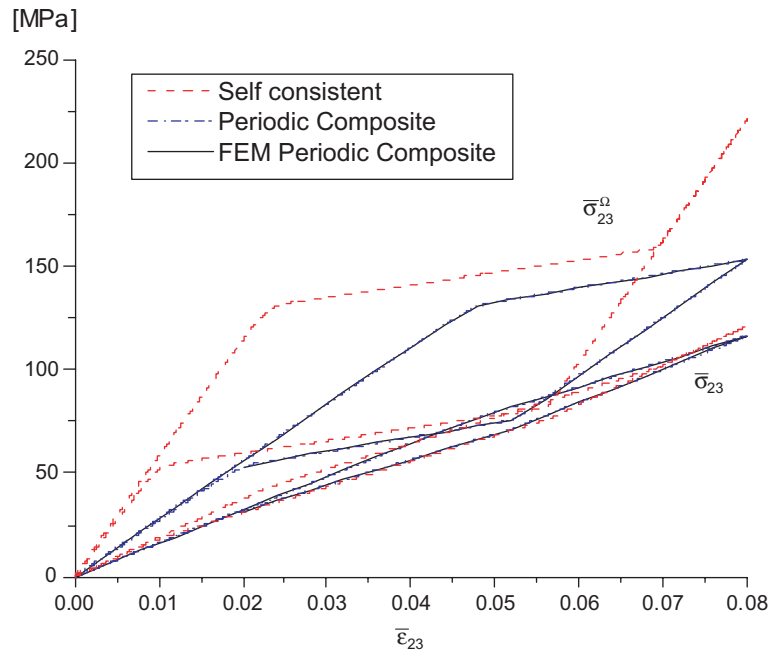 [MPa]
250
200
150
100
50
0
Self consistent
Periodic Composite
FEM Periodic Composite
σ̅₂₃^Ω
σ̅₂₃
0.00 0.01 0.02 0.03 0.04 0.05 0.06 0.07 0.08
ε̅₂₃